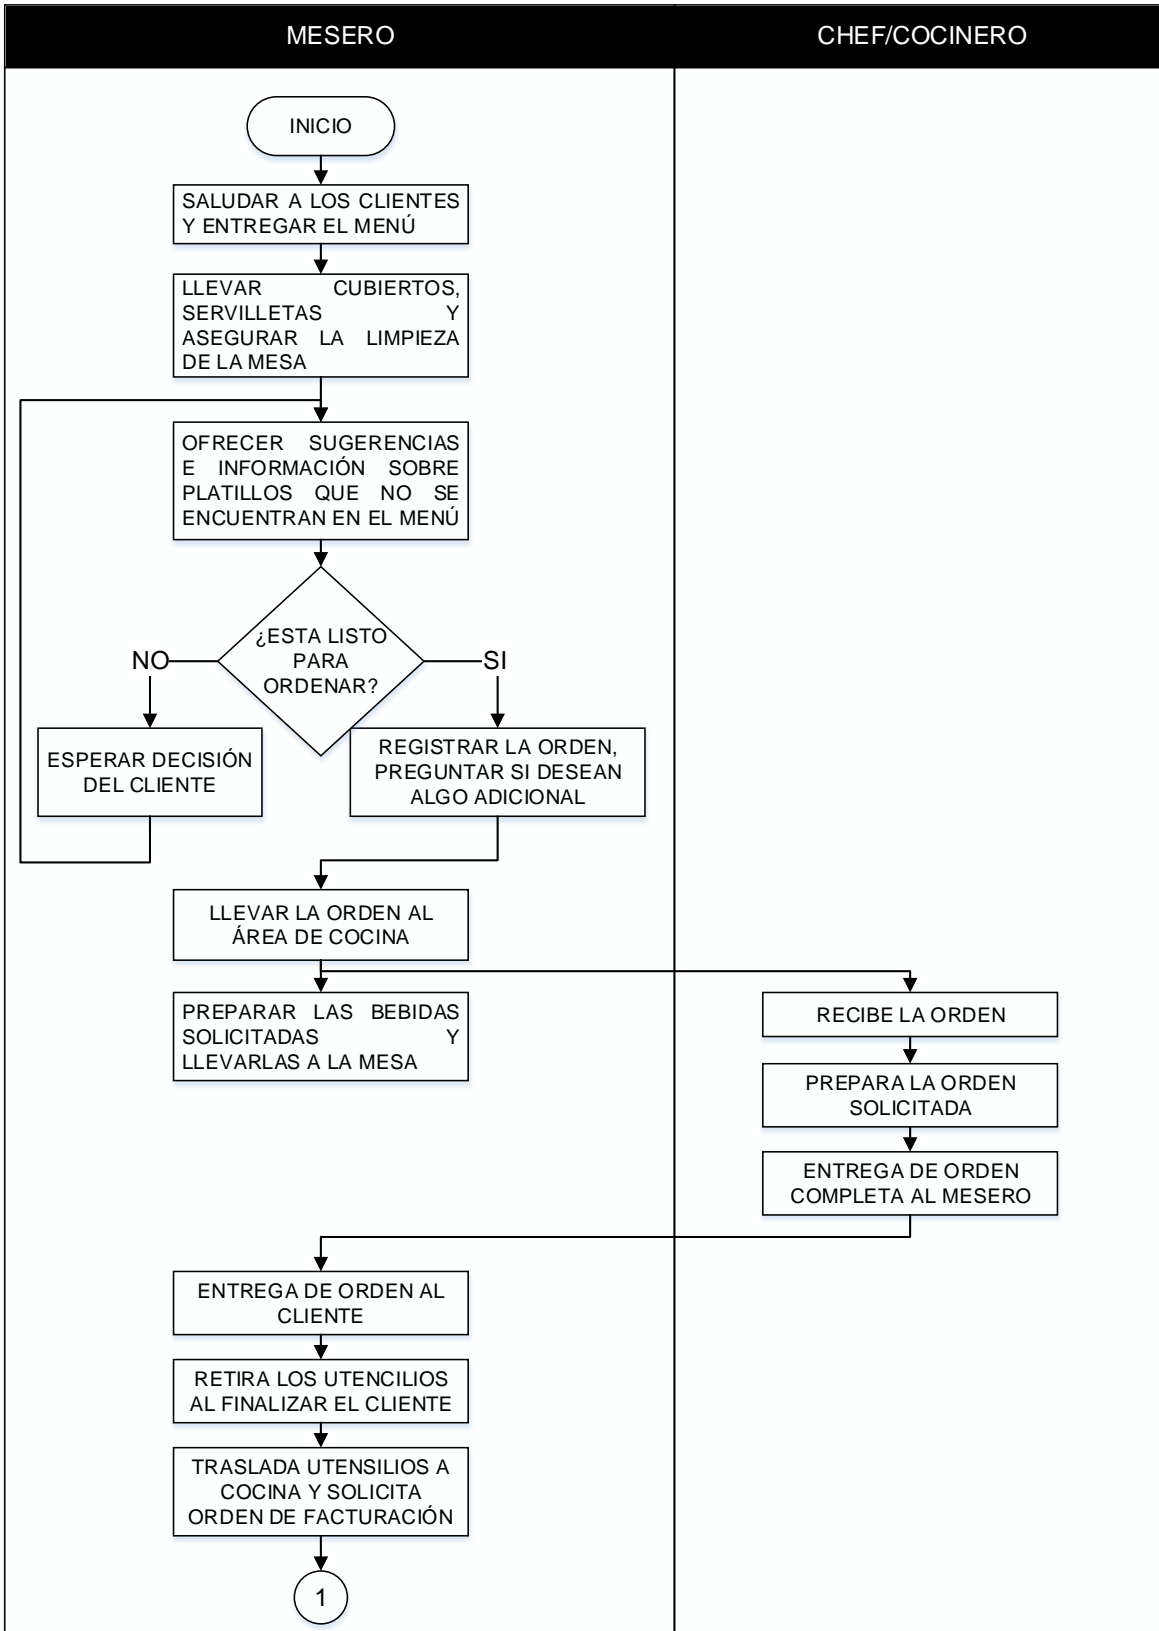 MESERO
CHEF/COCINERO
INICIO
SALUDAR A LOS CLIENTES
Y ENTREGAR EL MENÚ
LLEVAR CUBIERTOS,
SERVILLETAS Y
ASEGURAR LA LIMPIEZA
DE LA MESA
OFRECER SUGERENCIAS
E INFORMACIÓN SOBRE
PLATILLOS QUE NO SE
ENCUENTRAN EN EL MENÚ
¿ESTA LISTO
PARA
ORDENAR?
NO
SI
ESPERAR DECISIÓN
DEL CLIENTE
REGISTRAR LA ORDEN,
PREGUNTAR SI DESEAN
ALGO ADICIONAL
LLEVAR LA ORDEN AL
ÁREA DE COCINA
PREPARAR LAS BEBIDAS
SOLICITADAS Y
LLEVARLAS A LA MESA
RECIBE LA ORDEN
PREPARA LA ORDEN
SOLICITADA
ENTREGA DE ORDEN
COMPLETA AL MESERO
ENTREGA DE ORDEN AL
CLIENTE
RETIRA LOS UTENCILIOS
AL FINALIZAR EL CLIENTE
TRASLADA UTENSILIOS A
COCINA Y SOLICITA
ORDEN DE FACTURACIÓN
1